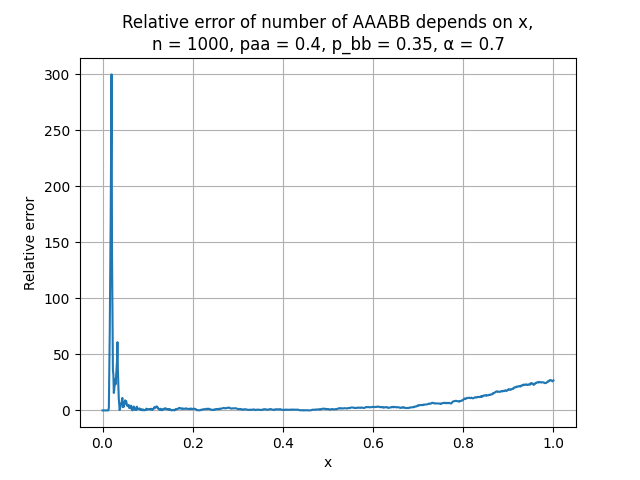 Relative error of number of AAABB depends on x,
n = 1000, paa = 0.4, p_bb = 0.35, α = 0.7
300
250
200
150
100
50
0
Relative error
0.0 0.2 0.4 0.6 0.8 1.0
x